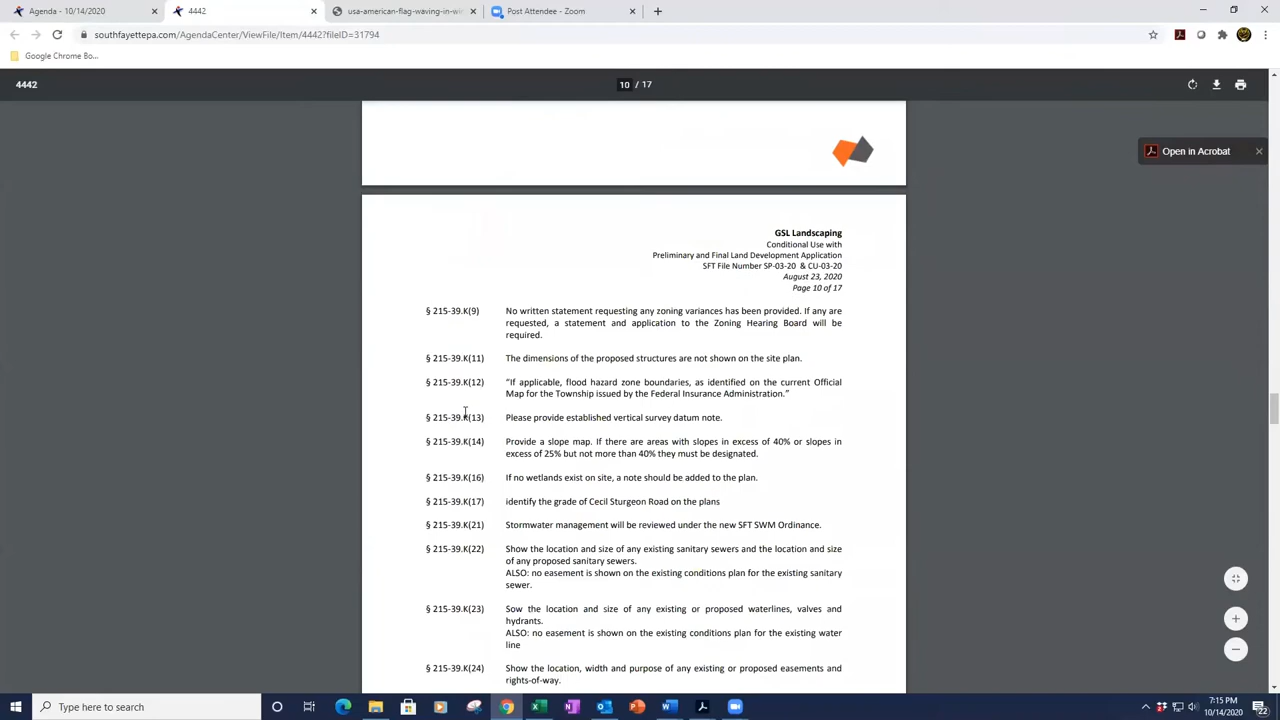 Agenda - 10/14/2020
4442
usa-american-flag-waving-in-wi
Post Attendee - Zoom
southfayettepa.org/AgendaCenter/ViewFile/Item/4442?fileID=31794
Google Chrome Bo...
4442
10 / 17
Open in Acrobat
GSL Landscaping
Conditional Use with
Preliminary and Final Land Development Application
SFT File Number SP-03-20 & CU-03-20
August 23, 2020
Page 10 of 17
§ 215-39.K(9) No written statement requesting any zoning variances has been provided. If any are
requested, a statement and application to the Zoning Hearing Board will be
required.
§ 215-39.K(11) The dimensions of the proposed structures are not shown on the site plan.
§ 215-39.K(12) “If applicable, flood hazard zone boundaries, as identified on the current Official
Map for the Township issued by the Federal Insurance Administration.”
§ 215-39.K(13) Please provide established vertical survey datum note.
§ 215-39.K(14) Provide a slope map. If there are areas with slopes in excess of 40% or slopes in
excess of 25% but not more than 40% they must be designated.
§ 215-39.K(16) If no wetlands exist on site, a note should be added to the plan.
§ 215-39.K(17) identify the grade of Cecil Sturgeon Road on the plans
§ 215-39.K(21) Stormwater management will be reviewed under the new SFT SWM Ordinance.
§ 215-39.K(22) Show the location and size of any existing sanitary sewers and the location and size
of any proposed sanitary sewers.
ALSO: no easement is shown on the existing conditions plan for the existing sanitary
sewer.
§ 215-39.K(23) Sow the location and size of any existing or proposed waterlines, valves and
hydrants.
ALSO: no easement is shown on the existing conditions plan for the existing water
line
§ 215-39.K(24) Show the location, width and purpose of any existing or proposed easements and
rights-of-way.
Type here to search
7:15 PM
10/14/2020
22